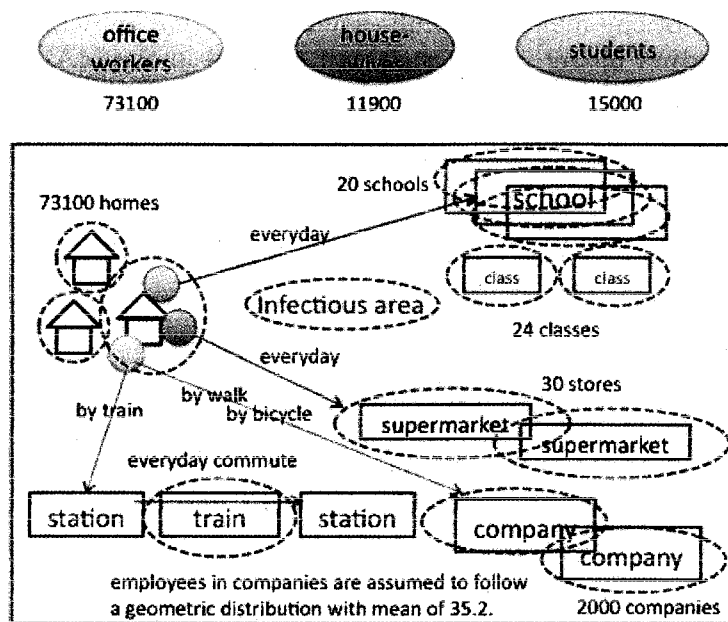 office
workers
house-
students
73100
11900
15000
20 schools
73100 homes
school
everyday
class
class
Infectious area
24 classes
everyday
30 stores
by train
by walk
by bicycle
supermarket
supermarket
everyday commute
station
train
station
company
company
employees in companies are assumed to follow
a geometric distribution with mean of 35.2.
2000 companies